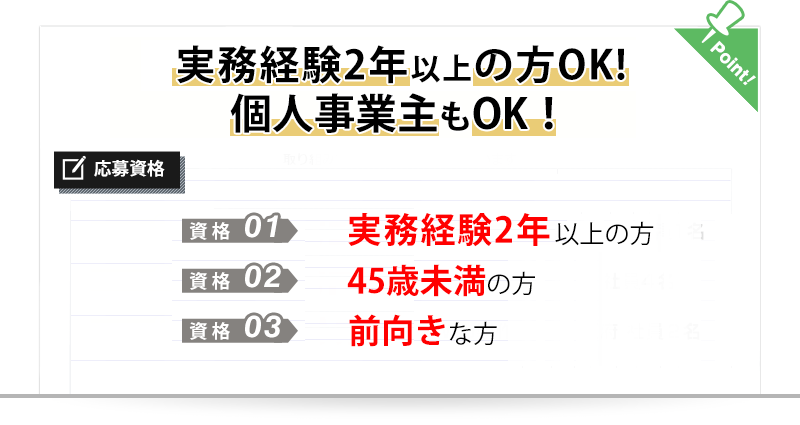 Point!
実務経験2年以上の方OK!
個人事業主もOK！
応募資格
資格 01 実務経験2年以上の方
資格 02 45歳未満の方
資格 03 前向きな方